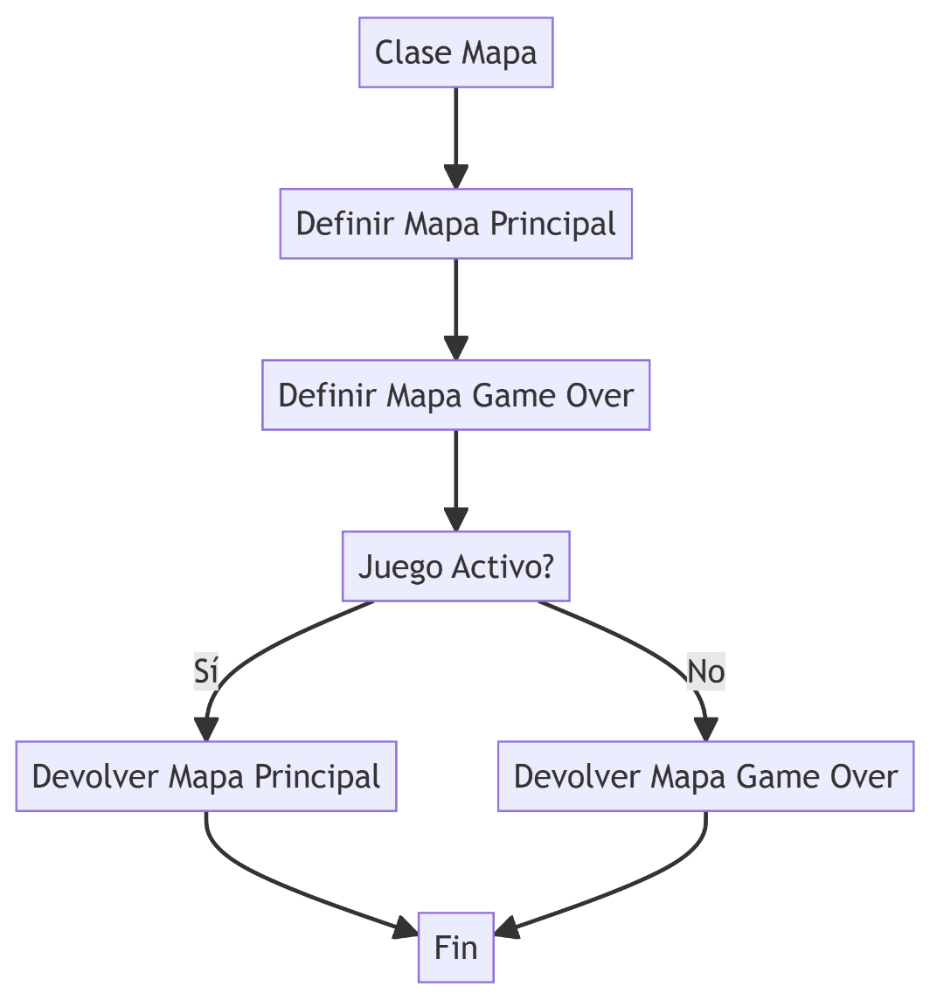 Clase Mapa
Definir Mapa Principal
Definir Mapa Game Over
Juego Activo?
Sí
No
Devolver Mapa Principal
Devolver Mapa Game Over
Fin